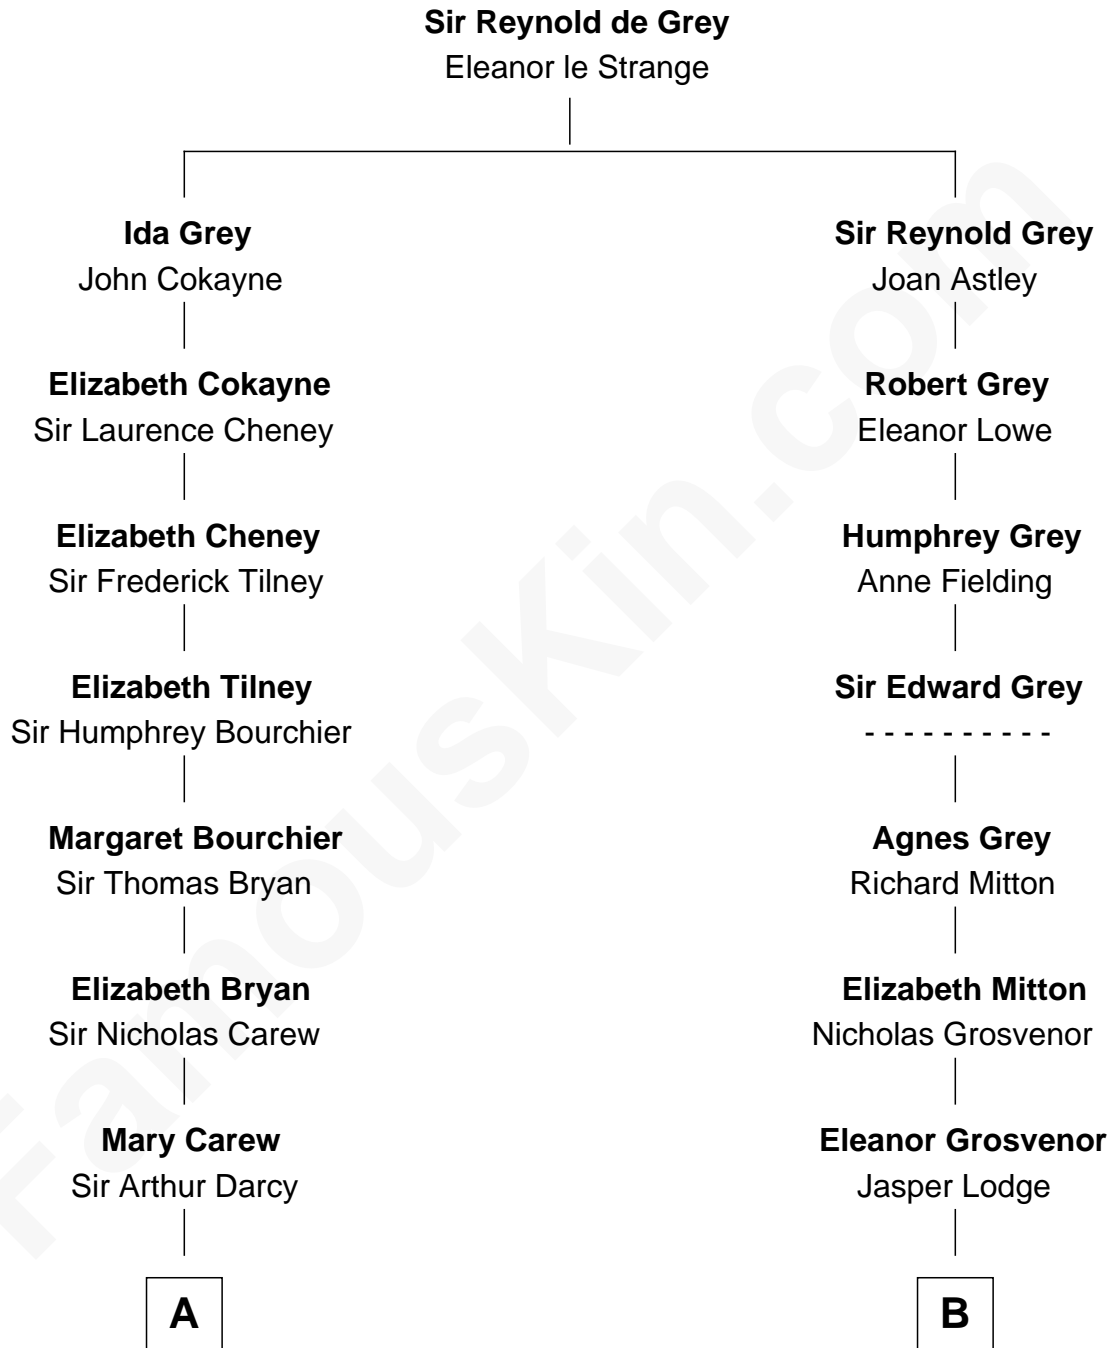 Sir Reynold de Grey
Eleanor le Strange
Ida Grey
John Cokayne
Sir Reynold Grey
Joan Astley
Elizabeth Cokayne
Sir Laurence Cheney
Robert Grey
Eleanor Lowe
Elizabeth Cheney
Sir Frederick Tilney
Humphrey Grey
Anne Fielding
Elizabeth Tilney
Sir Humphrey Bourchier
Sir Edward Grey
- - - - - - - - - -
Margaret Bourchier
Sir Thomas Bryan
Agnes Grey
Richard Mitton
Elizabeth Bryan
Sir Nicholas Carew
Elizabeth Mitton
Nicholas Grosvenor
Mary Carew
Sir Arthur Darcy
Eleanor Grosvenor
Jasper Lodge
A
B
FamousKin.com